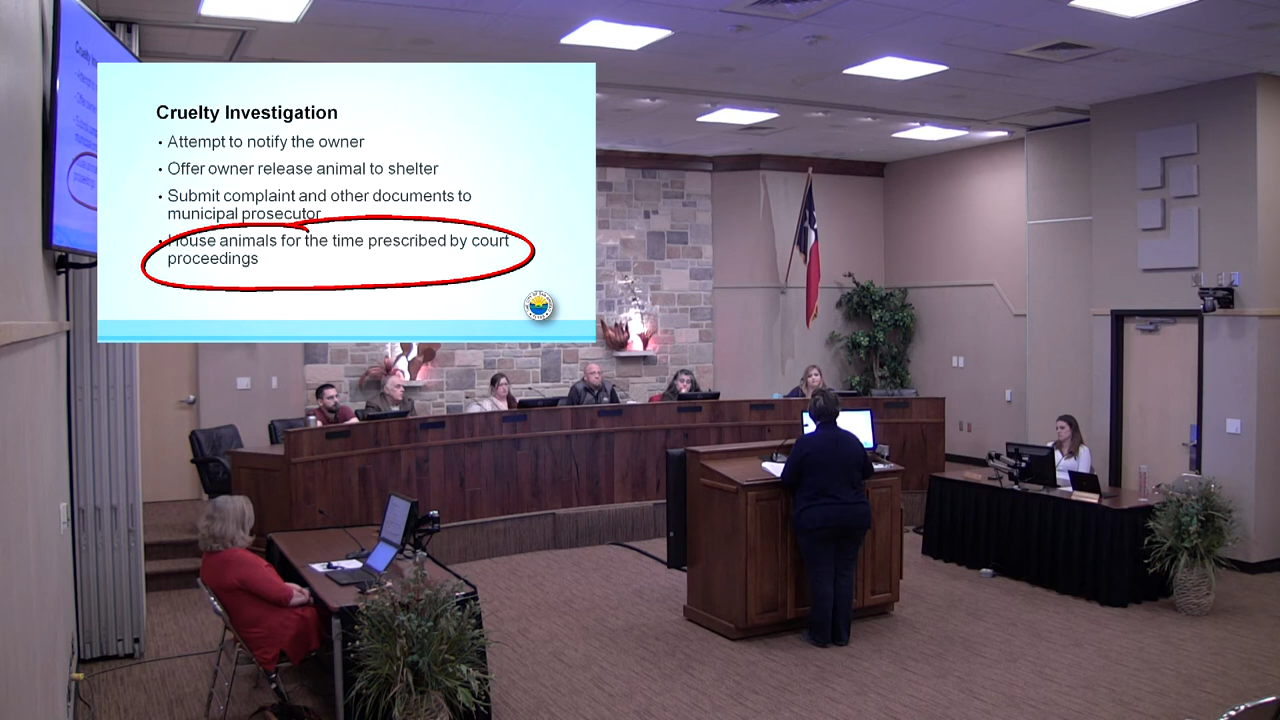 Cruelty Investigation
• Attempt to notify the owner
• Offer owner release animal to shelter
• Submit complaint and other documents to
municipal prosecutor
• House animals for the time prescribed by court
proceedings